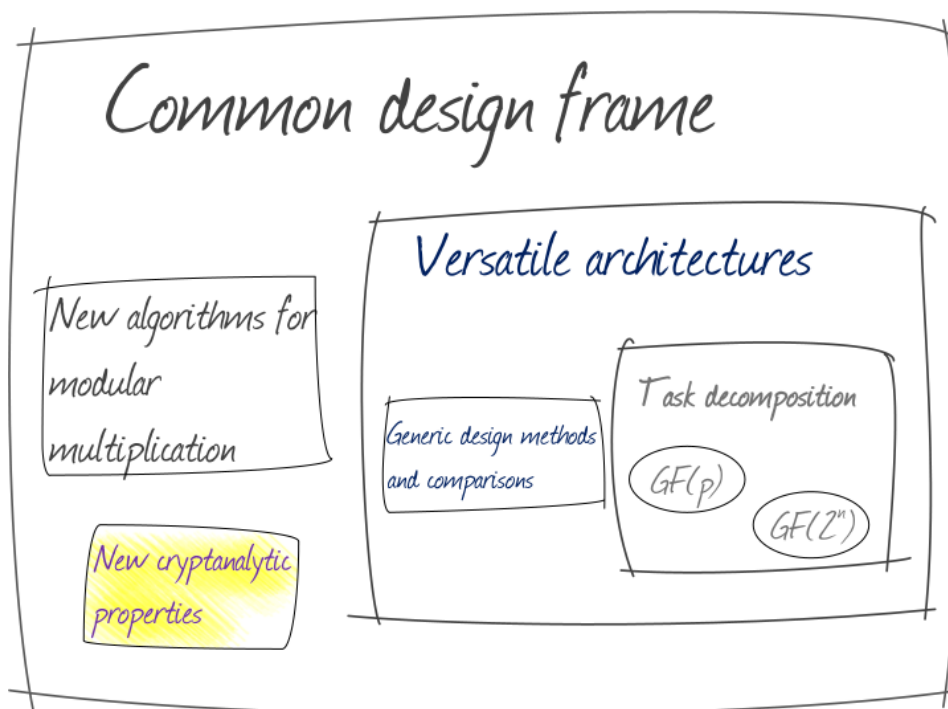 Common design frame
Versatile architectures
New algorithms for
modular
multiplication
Task decomposition
Generic design methods
and comparisons
GF(p)
GF(2ⁿ)
New cryptanalytic
properties